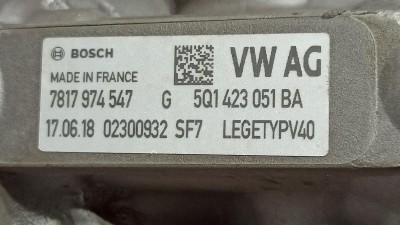 BOSCH VW AG
MADE IN FRANCE
7817 974 547 G 5Q1 423 051 BA
17.06.18 02300932 SF7 LEGETYPV40